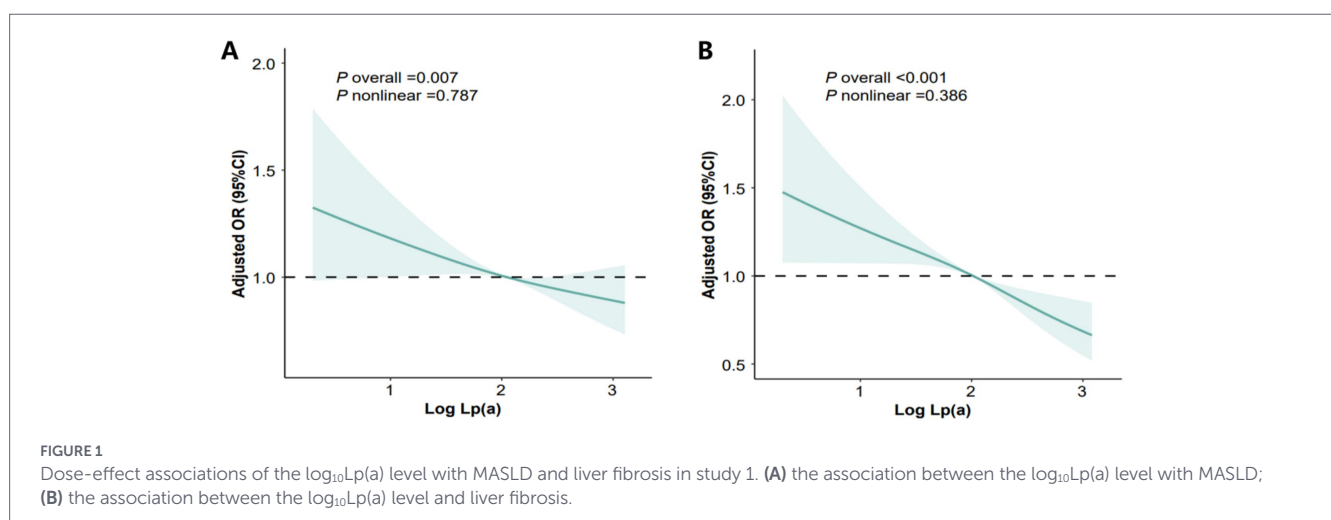 A
P overall =0.007
P nonlinear =0.787
2.0
1.5
1.0
Adjusted OR (95%CI)
1
2
3
Log Lp(a)
B
P overall <0.001
P nonlinear =0.386
2.0
1.5
1.0
0.5
Adjusted OR (95%CI)
1
2
3
Log Lp(a)
FIGURE 1
Dose-effect associations of the log₁₀Lp(a) level with MASLD and liver fibrosis in study 1. (A) the association between the log₁₀Lp(a) level with MASLD;
(B) the association between the log₁₀Lp(a) level and liver fibrosis.